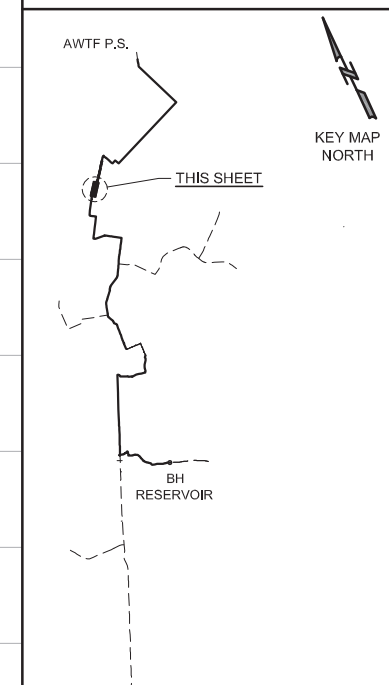 AWTF P.S.
KEY MAP
NORTH
THIS SHEET
BH
RESERVOIR